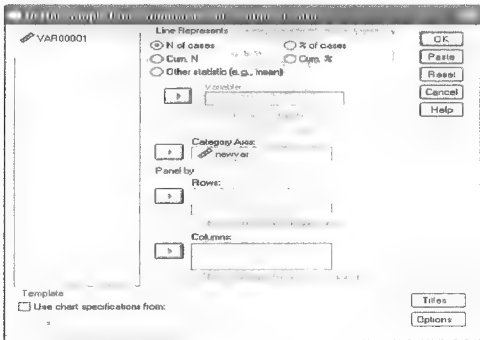 Line Represents
VAR00001
N of cases
% of cases
Cum. N
Cum. %
Other statistic (e.g., mean)
Variable:
Category Axis:
newvar
Panel by
Rows:
Columns:
Template
Use chart specifications from:
OK
Paste
Reset
Cancel
Help
Titles
Options